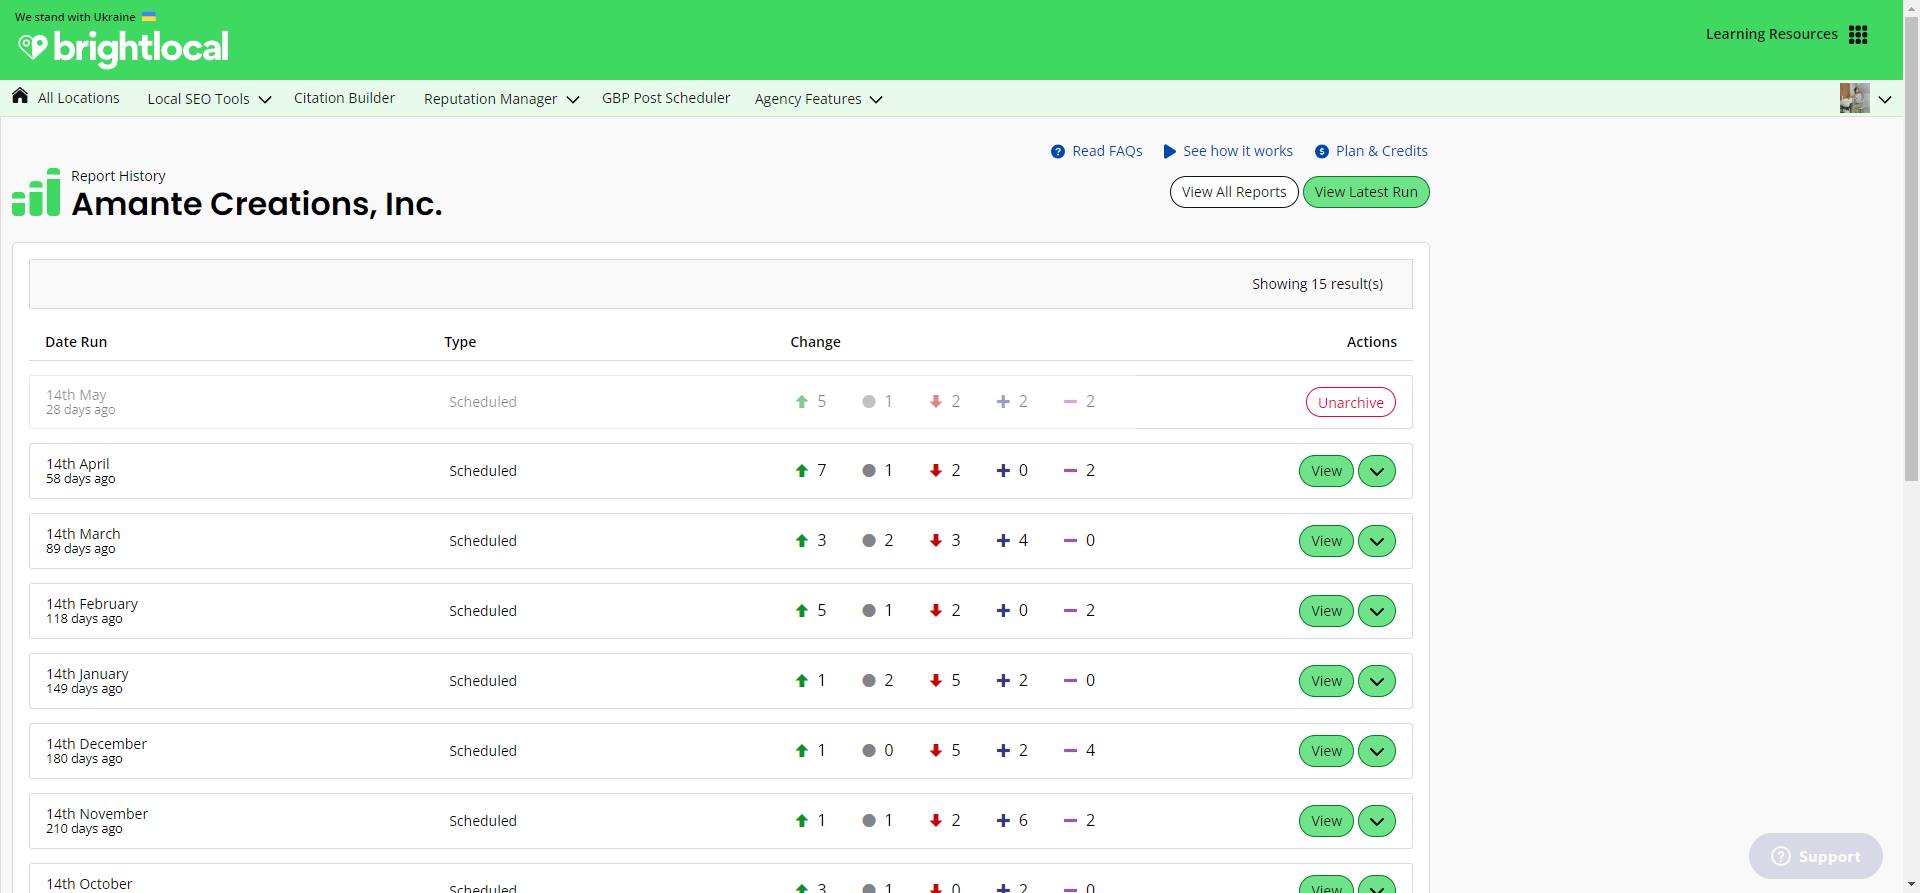 We stand with Ukraine
brightlocal
Learning Resources
All Locations Local SEO Tools Citation Builder Reputation Manager GBP Post Scheduler Agency Features
Read FAQs See how it works Plan & Credits
Report History
Amante Creations, Inc.
View All Reports View Latest Run
Showing 15 result(s)
Date Run Type Change Actions
14th May
28 days ago
Scheduled 5 1 2 2 2 Unarchive
14th April
58 days ago
Scheduled 7 1 2 0 2 View
14th March
89 days ago
Scheduled 3 2 3 4 0 View
14th February
118 days ago
Scheduled 5 1 2 0 2 View
14th January
149 days ago
Scheduled 1 2 5 2 0 View
14th December
180 days ago
Scheduled 1 0 5 2 4 View
14th November
210 days ago
Scheduled 1 1 2 6 2 View
14th October
Scheduled 3 1 0 2 0 View
Support